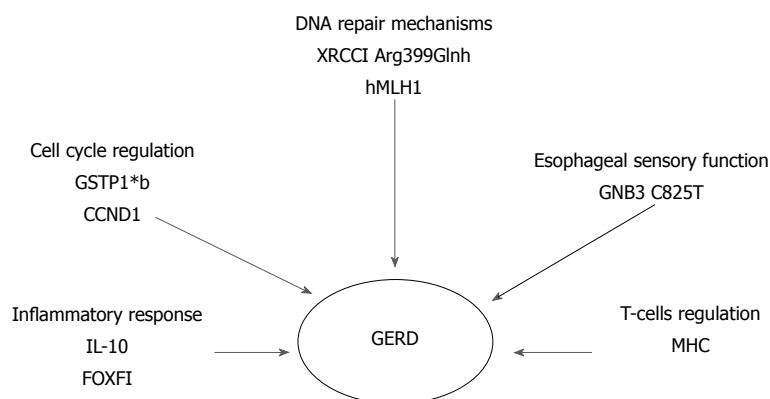 DNA repair mechanisms
XRCCI Arg399Glnh
hMLH1
Cell cycle regulation
GSTP1*b
CCND1
Esophageal sensory function
GNB3 C825T
Inflammatory response
IL-10
FOXFI
GERD
T-cells regulation
MHC